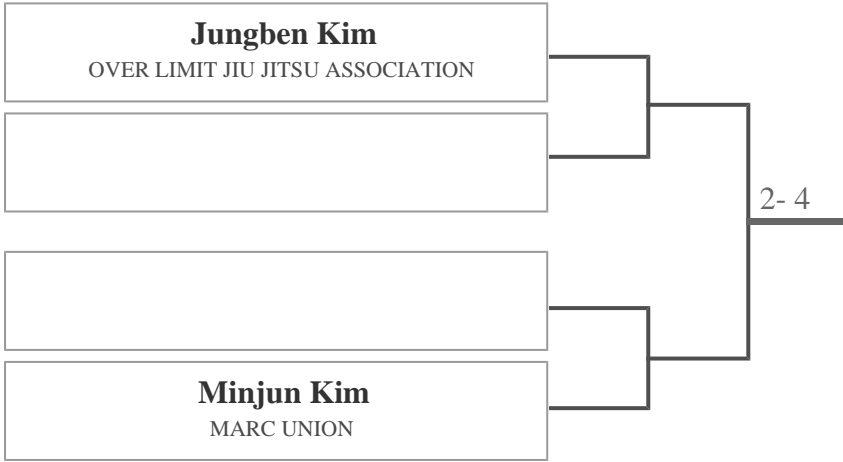 Jungben Kim
OVER LIMIT JIU JITSU ASSOCIATION
2- 4
Minjun Kim
MARC UNION